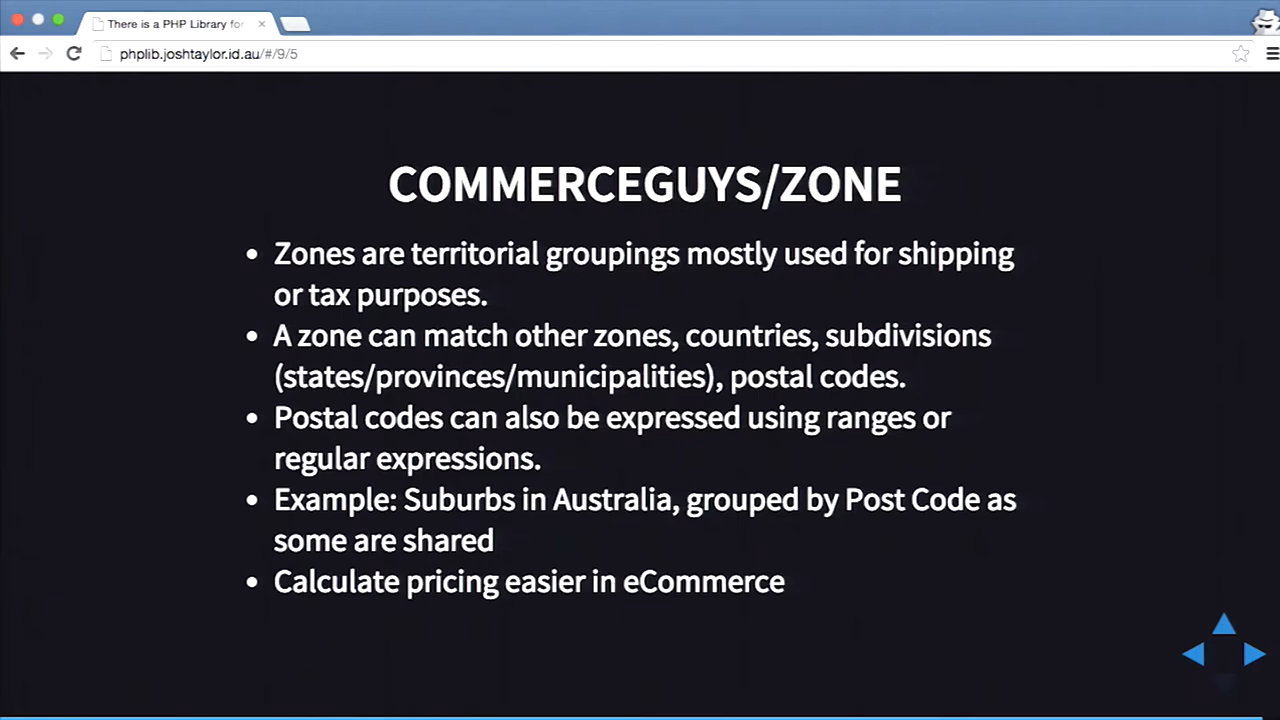 There is a PHP Library for
phplib.joshtaylor.id.au/#/9/5
COMMERCEGUYS/ZONE
• Zones are territorial groupings mostly used for shipping
or tax purposes.
• A zone can match other zones, countries, subdivisions
(states/provinces/municipalities), postal codes.
• Postal codes can also be expressed using ranges or
regular expressions.
• Example: Suburbs in Australia, grouped by Post Code as
some are shared
• Calculate pricing easier in eCommerce